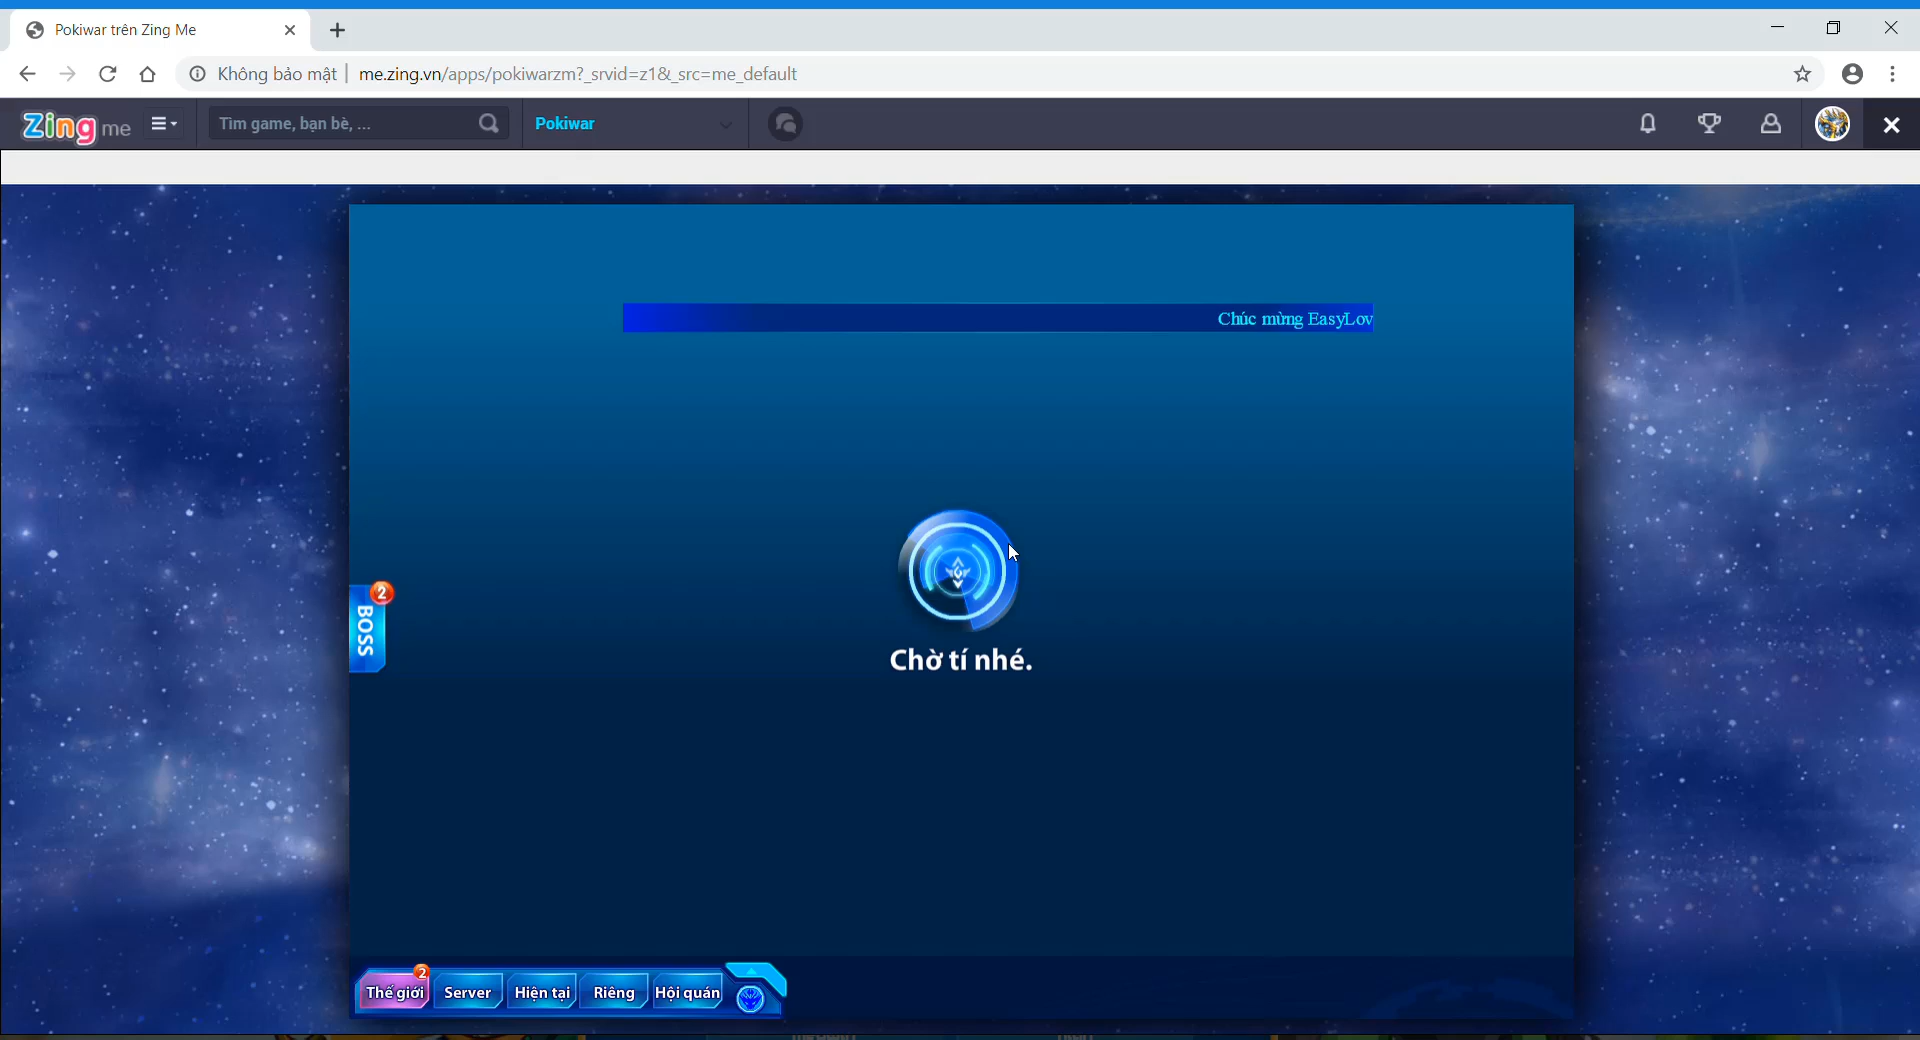 Pokiwar trên Zing Me
Không bảo mật
me.zing.vn/apps/pokiwarzm?_srvid=z1&_src=me_default
Zing me
Tìm game, bạn bè, ...
Pokiwar
Chúc mừng EasyLov
2
BOSS
Chờ tí nhé.
2
Thế giới
Server
Hiện tại
Riêng
Hội quán